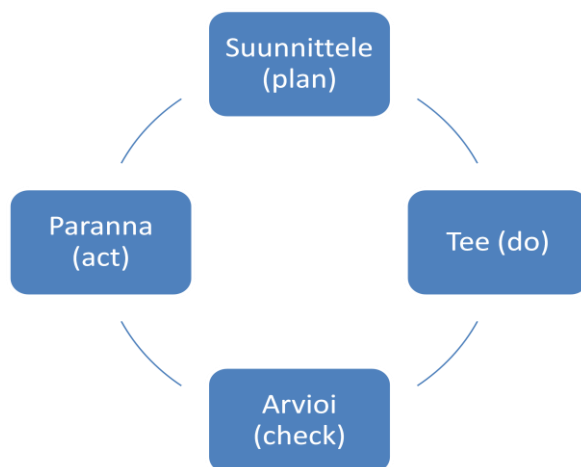 Suunnittele
(plan)
Tee (do)
Arvioi
(check)
Paranna
(act)